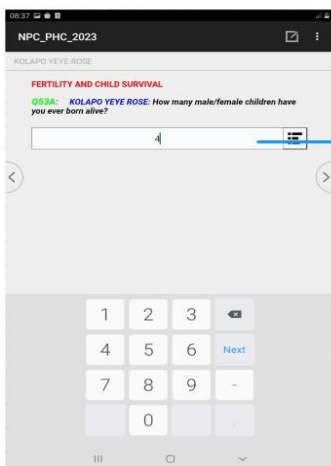 08:37
NPC_PHC_2023
KOLAPO YEYE ROSE
FERTILITY AND CHILD SURVIVAL
Q53A: KOLAPO YEYE ROSE: How many male/female children have
you ever born alive?
4
1 2 3
4 5 6 Next
7 8 9 -
0 .